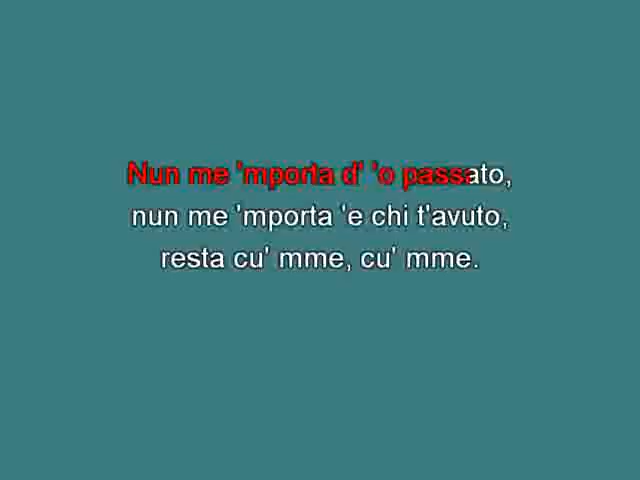 Nun me 'mporta d' 'o passato,
nun me 'mporta 'e chi t'avuto,
resta cu' mme, cu' mme.